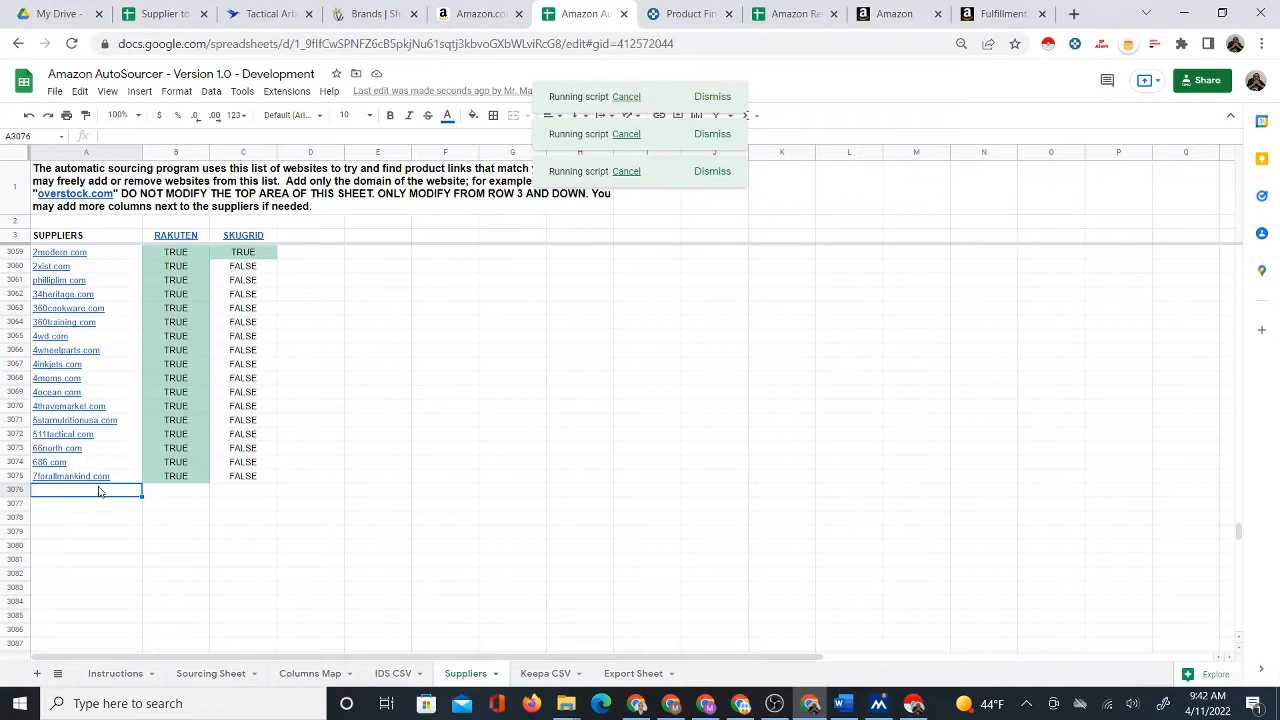 My Drive -
Supplier to
Tactical Arb
Brands | Sh
Amazon.co
Amazon Au
Product Fin
Amazon Re
Amazon
Fulfillment
Amazon AutoSourcer - Version 1.0 - Development
Share
File Edit View Insert Format Data Tools Extensions Help Last edit was made seconds ago by Mr.
Running script Cancel Dismiss
Running script Cancel Dismiss
Running script Cancel Dismiss
100% $ % .0 .00 123 Default (Ari... 10 B I S A
A3076 fx
A B C D E F G H I J K L M N O P Q
1 The automatic sourcing program uses this list of websites to try and find product links that match
may freely add or remove websites from this list. Add only the domain of the website; for example
"overstock.com" DO NOT MODIFY THE TOP AREA OF THIS SHEET. ONLY MODIFY FROM ROW 3 AND DOWN. You
may add more columns next to the suppliers if needed.
2
3 SUPPLIERS RAKUTEN SKUGRID
3059 2modern.com TRUE TRUE
3060 2xist.com TRUE FALSE
3061 philliplim.com TRUE FALSE
3062 34heritage.com TRUE FALSE
3063 360cookware.com TRUE FALSE
3064 360training.com TRUE FALSE
3065 4wd.com TRUE FALSE
3066 4wheelparts.com TRUE FALSE
3067 4inkjets.com TRUE FALSE
3068 4moms.com TRUE FALSE
3069 4ocean.com TRUE FALSE
3070 4thavemarket.com TRUE FALSE
3071 5starnutritionusa.com TRUE FALSE
3072 511tactical.com TRUE FALSE
3073 66north.com TRUE FALSE
3074 686.com TRUE FALSE
3075 7forallmankind.com TRUE FALSE
3076
3077
3078
3079
3080
3081
3082
3083
3084
3085
3086
3087
Instructions Sourcing Sheet Columns Map IDS CSV Suppliers Keepa CSV Export Sheet Explore
Type here to search
44°F
9:42 AM
4/11/2022